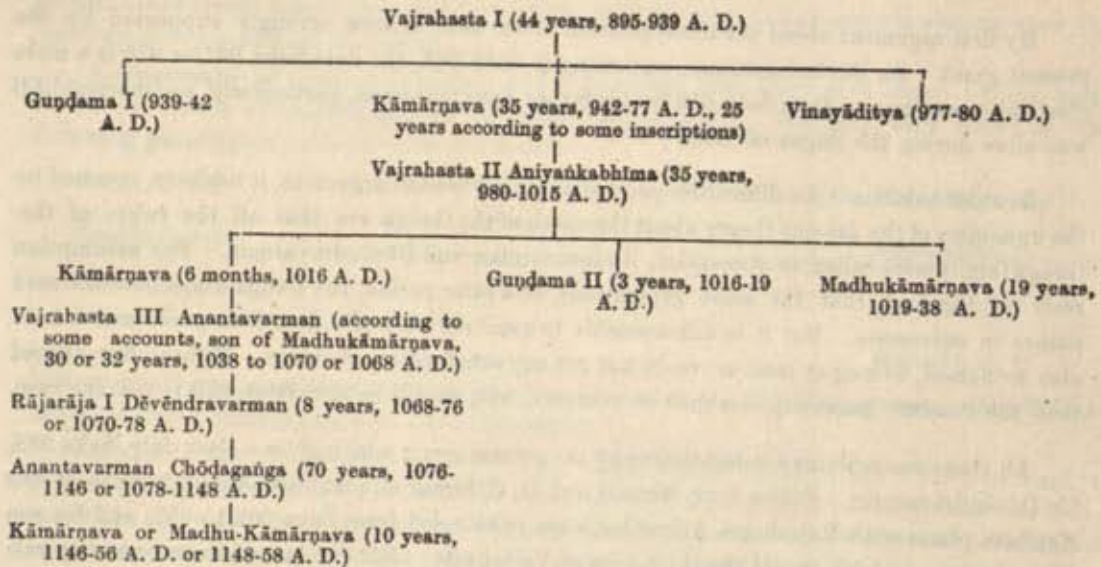 Vajrahasta I (44 years, 895-939 A. D.)
Guṇḍama I (939-42
A. D.)
Kāmārṇava (35 years, 942-77 A. D., 25
years according to some inscriptions)
Vinayāditya (977-80 A. D.)
Vajrahasta II Aniyaṅkabhīma (35 years,
980-1015 A. D.)
Kāmārṇava (6 months, 1016 A. D.)
Guṇḍama II (3 years, 1016-19
A. D.)
Madhukāmārṇava (19 years,
1019-38 A. D.)
Vajrahasta III Anantavarman (according to
some accounts, son of Madhukāmārṇava,
30 or 32 years, 1038 to 1070 or 1068 A. D.)
Rājarāja I Dēvēndravarman (8 years, 1068-76
or 1070-78 A. D.)
Anantavarman Chōḍagaṅga (70 years, 1076-
1146 or 1078-1148 A. D.)
Kāmārṇava or Madhu-Kāmārṇava (10 years,
1146-56 A. D. or 1148-58 A. D.)